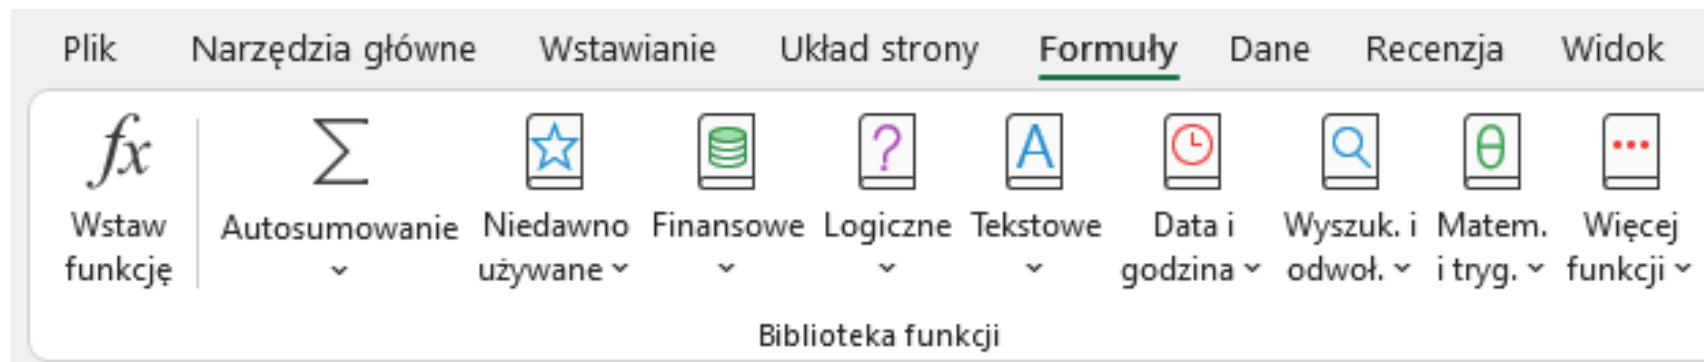 Plik Narzędzia główne Wstawianie Układ strony Formuły Dane Recenzja Widok
fx
Wstaw
funkcję
Autosumowanie
Niedawno
używane
Finansowe
Logiczne
A
Tekstowe
Data i
godzina
Wyszuk. i
odwoł.
θ
Matem.
i tryg.
Więcej
funkcji
Biblioteka funkcji